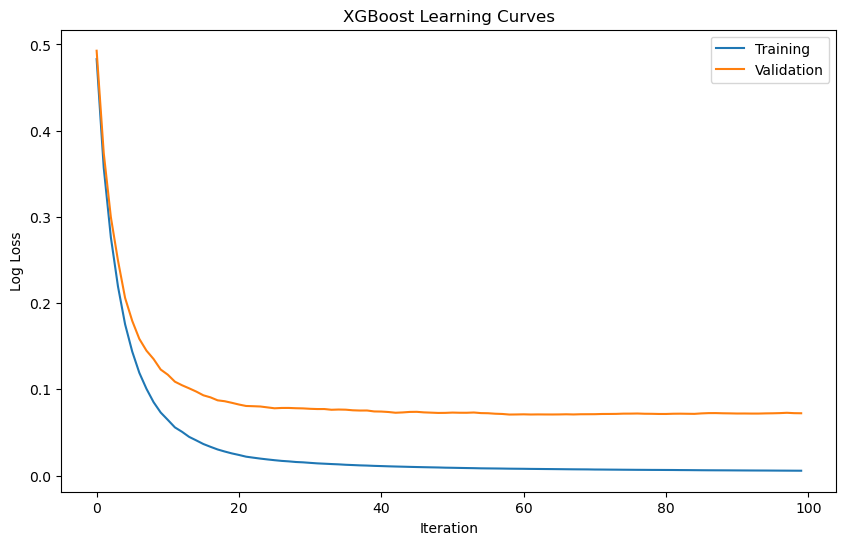 XGBoost Learning Curves
Training
Validation
Log Loss
0.5
0.4
0.3
0.2
0.1
0.0
0 20 40 60 80 100
Iteration